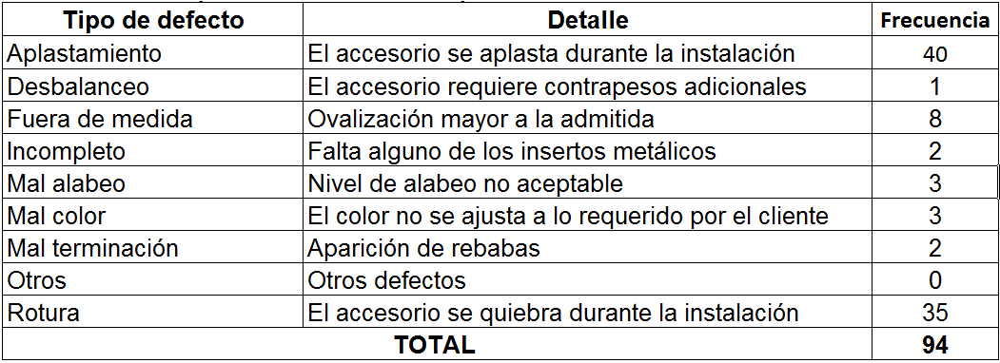 Tipo de defecto Detalle Frecuencia
Aplastamiento El accesorio se aplasta durante la instalación 40
Desbalanceo El accesorio requiere contrapesos adicionales 1
Fuera de medida Ovalización mayor a la admitida 8
Incompleto Falta alguno de los insertos metálicos 2
Mal alabeo Nivel de alabeo no aceptable 3
Mal color El color no se ajusta a lo requerido por el cliente 3
Mal terminación Aparición de rebabas 2
Otros Otros defectos 0
Rotura El accesorio se quiebra durante la instalación 35
TOTAL 94